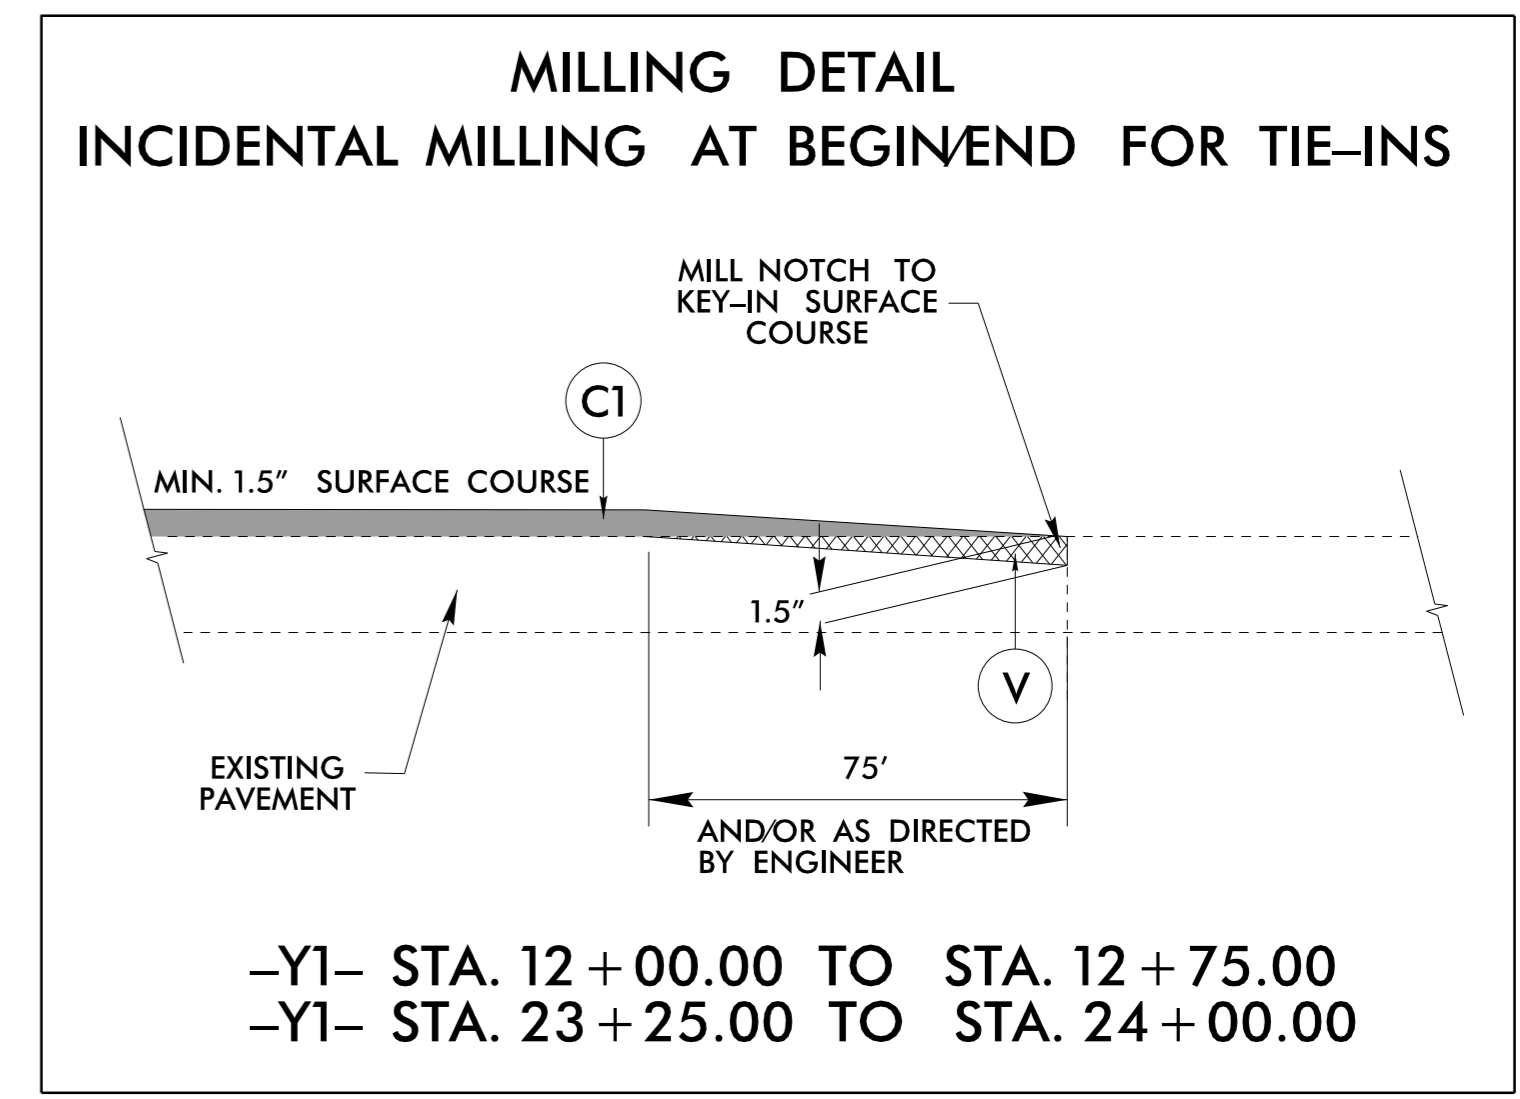 MILLING DETAIL
INCIDENTAL MILLING AT BEGIN/END FOR TIE–INS
MILL NOTCH TO
KEY–IN SURFACE
COURSE
C1
MIN. 1.5" SURFACE COURSE
1.5"
V
EXISTING
PAVEMENT
75'
AND/OR AS DIRECTED
BY ENGINEER
–Y1– STA. 12+00.00 TO STA. 12+75.00
–Y1– STA. 23+25.00 TO STA. 24+00.00